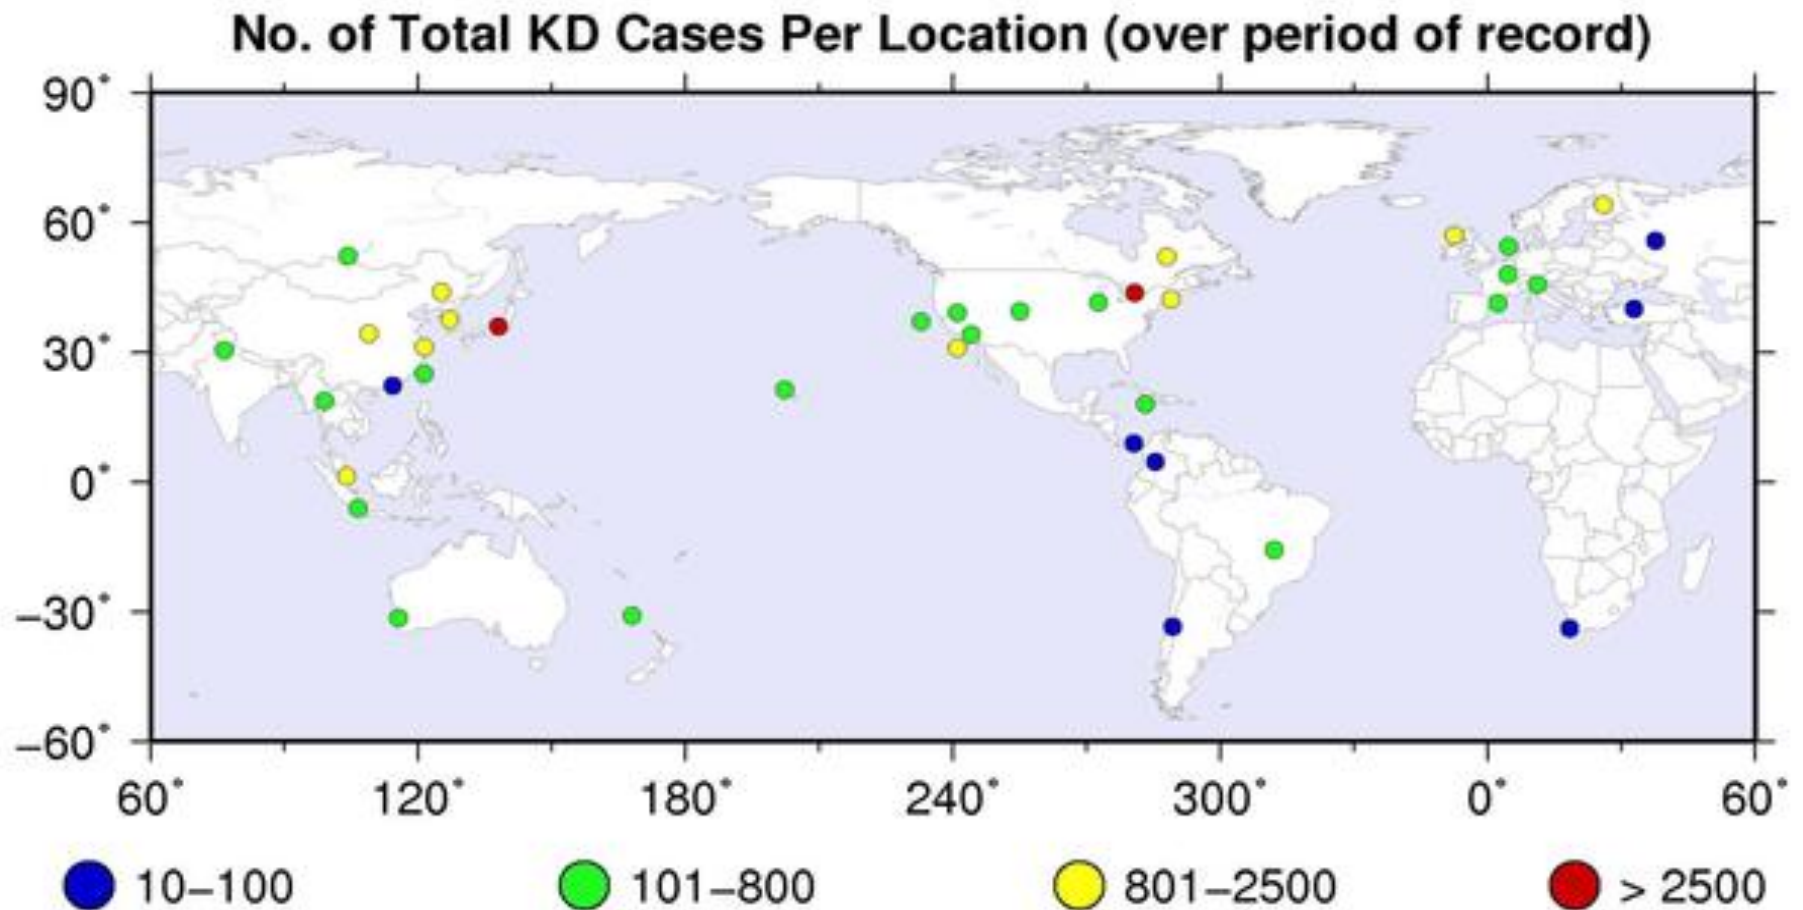 No. of Total KD Cases Per Location (over period of record)
90°
60°
30°
0°
−30°
−60°
60° 120° 180° 240° 300° 0° 60°
10−100 101−800 801−2500 > 2500